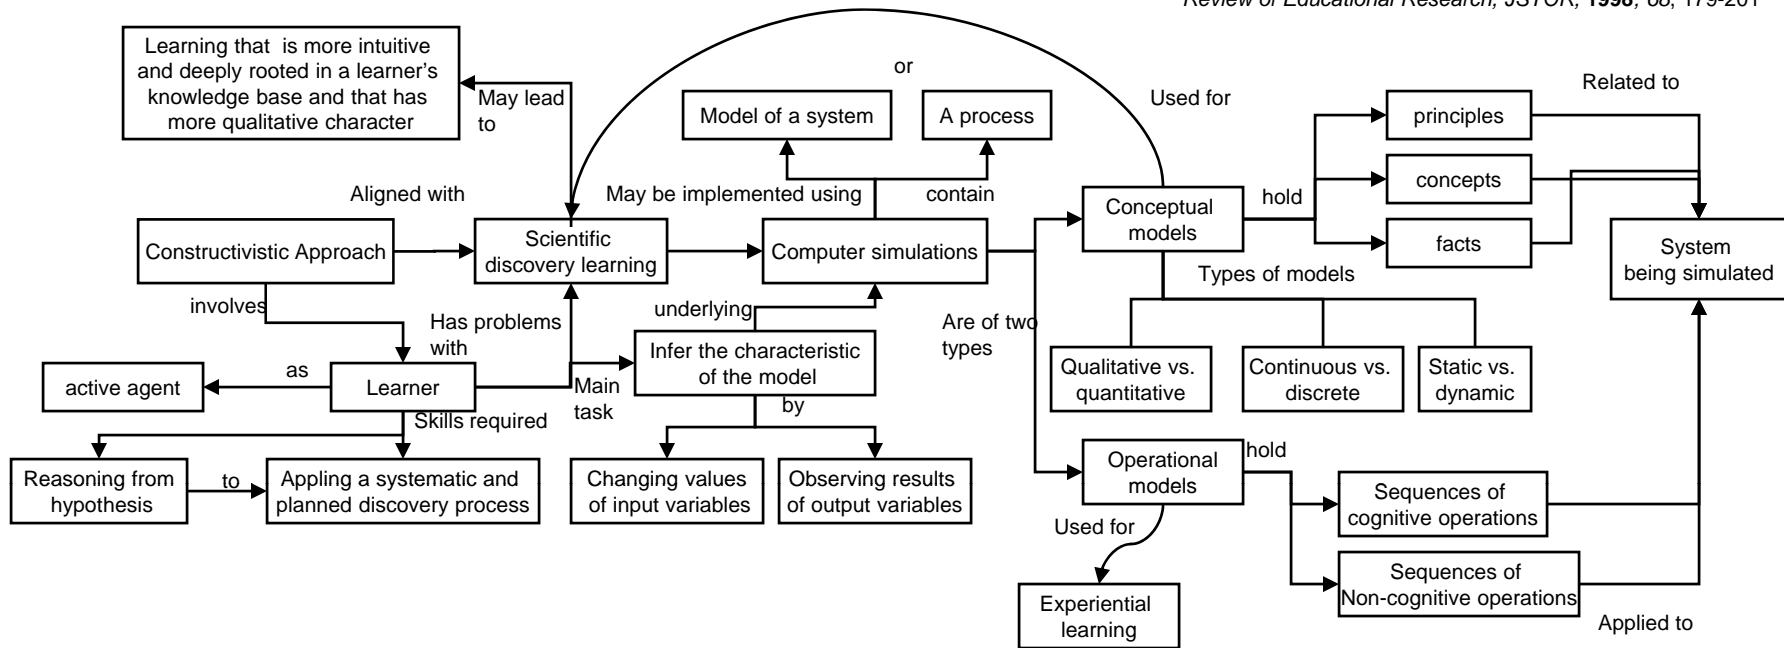 Review of Educational Research, JSTOR, 1998, 68, 179-201
Learning that is more intuitive
and deeply rooted in a learner's
knowledge base and that has
more qualitative character
May lead
to
or
Model of a system
A process
Used for
Related to
principles
concepts
facts
hold
Aligned with
May be implemented using
contain
Constructivistic Approach
Scientific
discovery learning
Computer simulations
Conceptual
models
System
being simulated
Types of models
involves
Has problems
with
underlying
Are of two
types
Infer the characteristic
of the model
Qualitative vs.
quantitative
Continuous vs.
discrete
Static vs.
dynamic
active agent
as
Learner
Main
task
by
Skills required
Reasoning from
hypothesis
to
Appling a systematic and
planned discovery process
Changing values
of input variables
Observing results
of output variables
Operational
models
hold
Sequences of
cognitive operations
Used for
Sequences of
Non-cognitive operations
Experiential
learning
Applied to